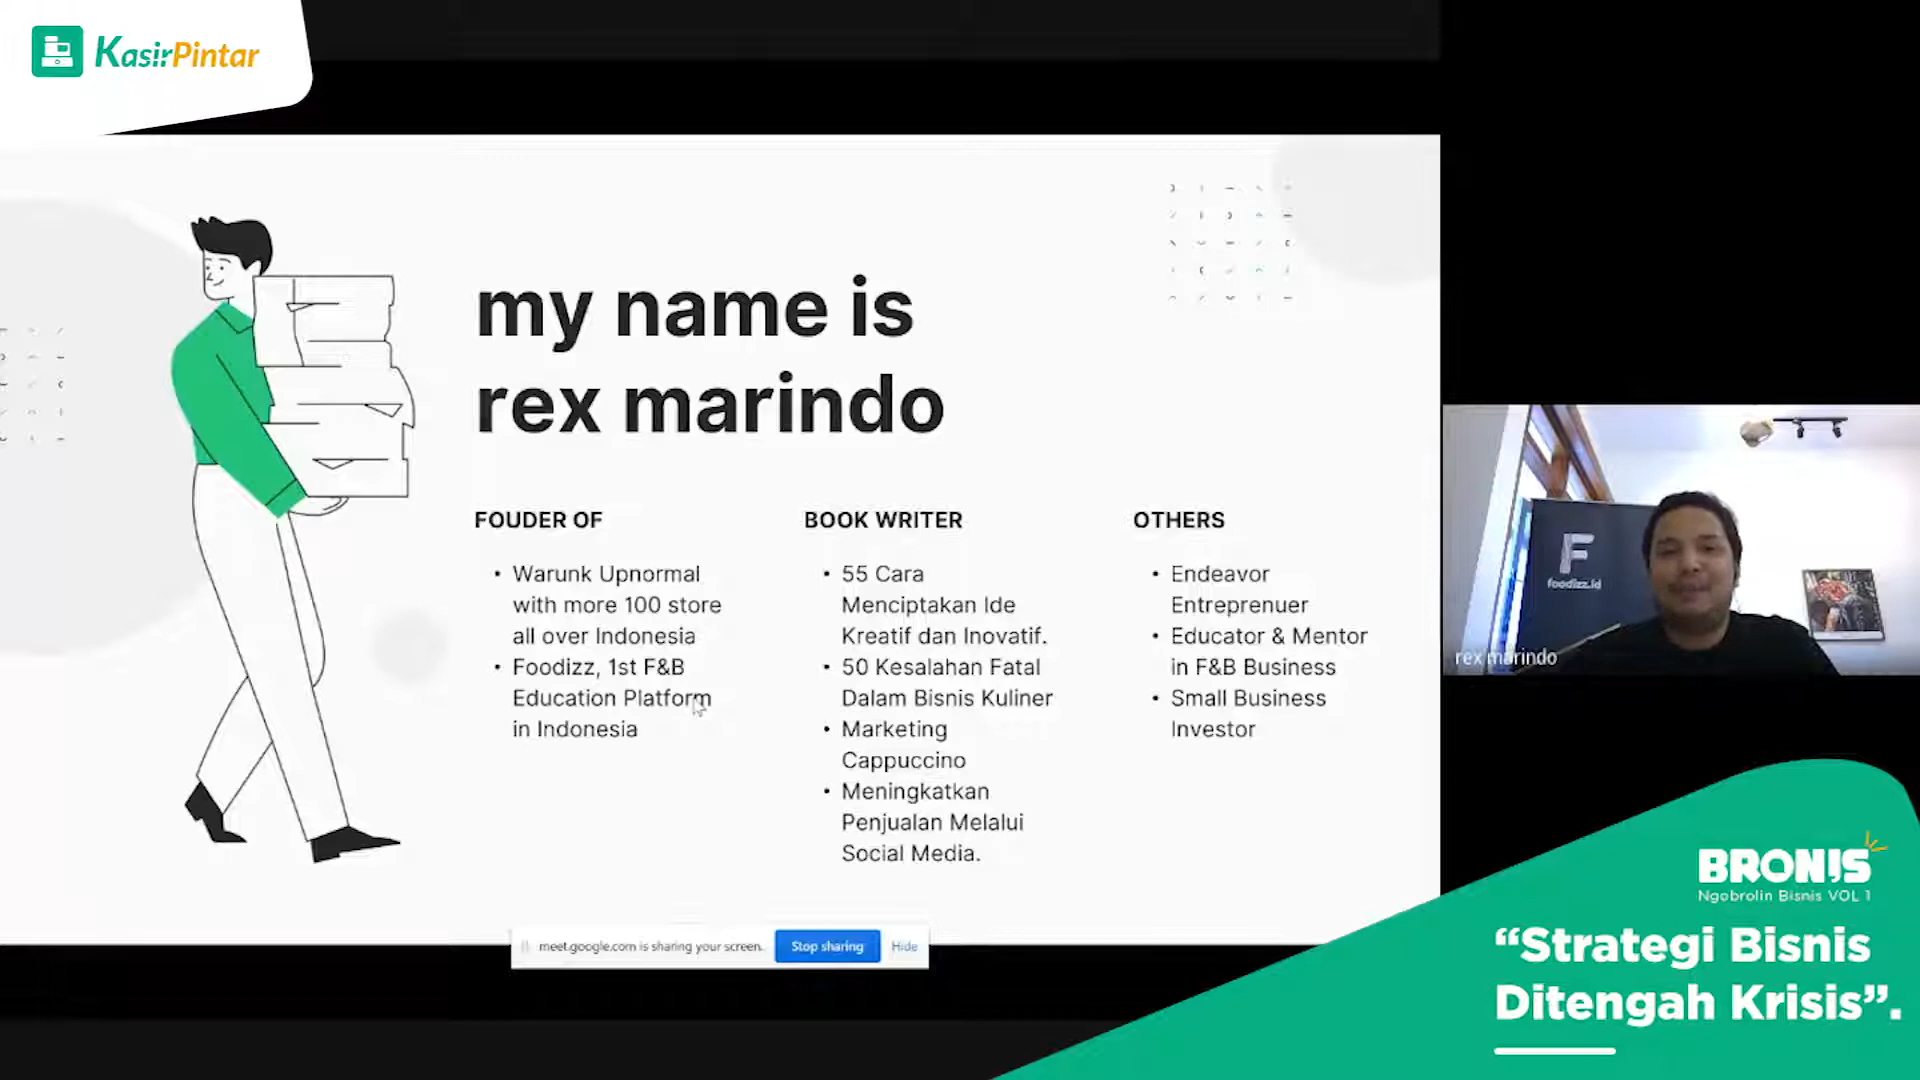 KasirPintar
my name is
rex marindo
FOUDER OF
• Warunk Upnormal
with more 100 store
all over Indonesia
• Foodizz, 1st F&B
Education Platform
in Indonesia
BOOK WRITER
• 55 Cara
Menciptakan Ide
Kreatif dan Inovatif.
• 50 Kesalahan Fatal
Dalam Bisnis Kuliner
• Marketing
Cappuccino
• Meningkatkan
Penjualan Melalui
Social Media.
OTHERS
• Endeavor
Entreprenuer
• Educator & Mentor
in F&B Business
• Small Business
Investor
F
foodizz.id
rex marindo
meet.google.com is sharing your screen.
Stop sharing
Hide
BRONIS
Ngobrolin Bisnis VOL 1
“Strategi Bisnis
Ditengah Krisis”.